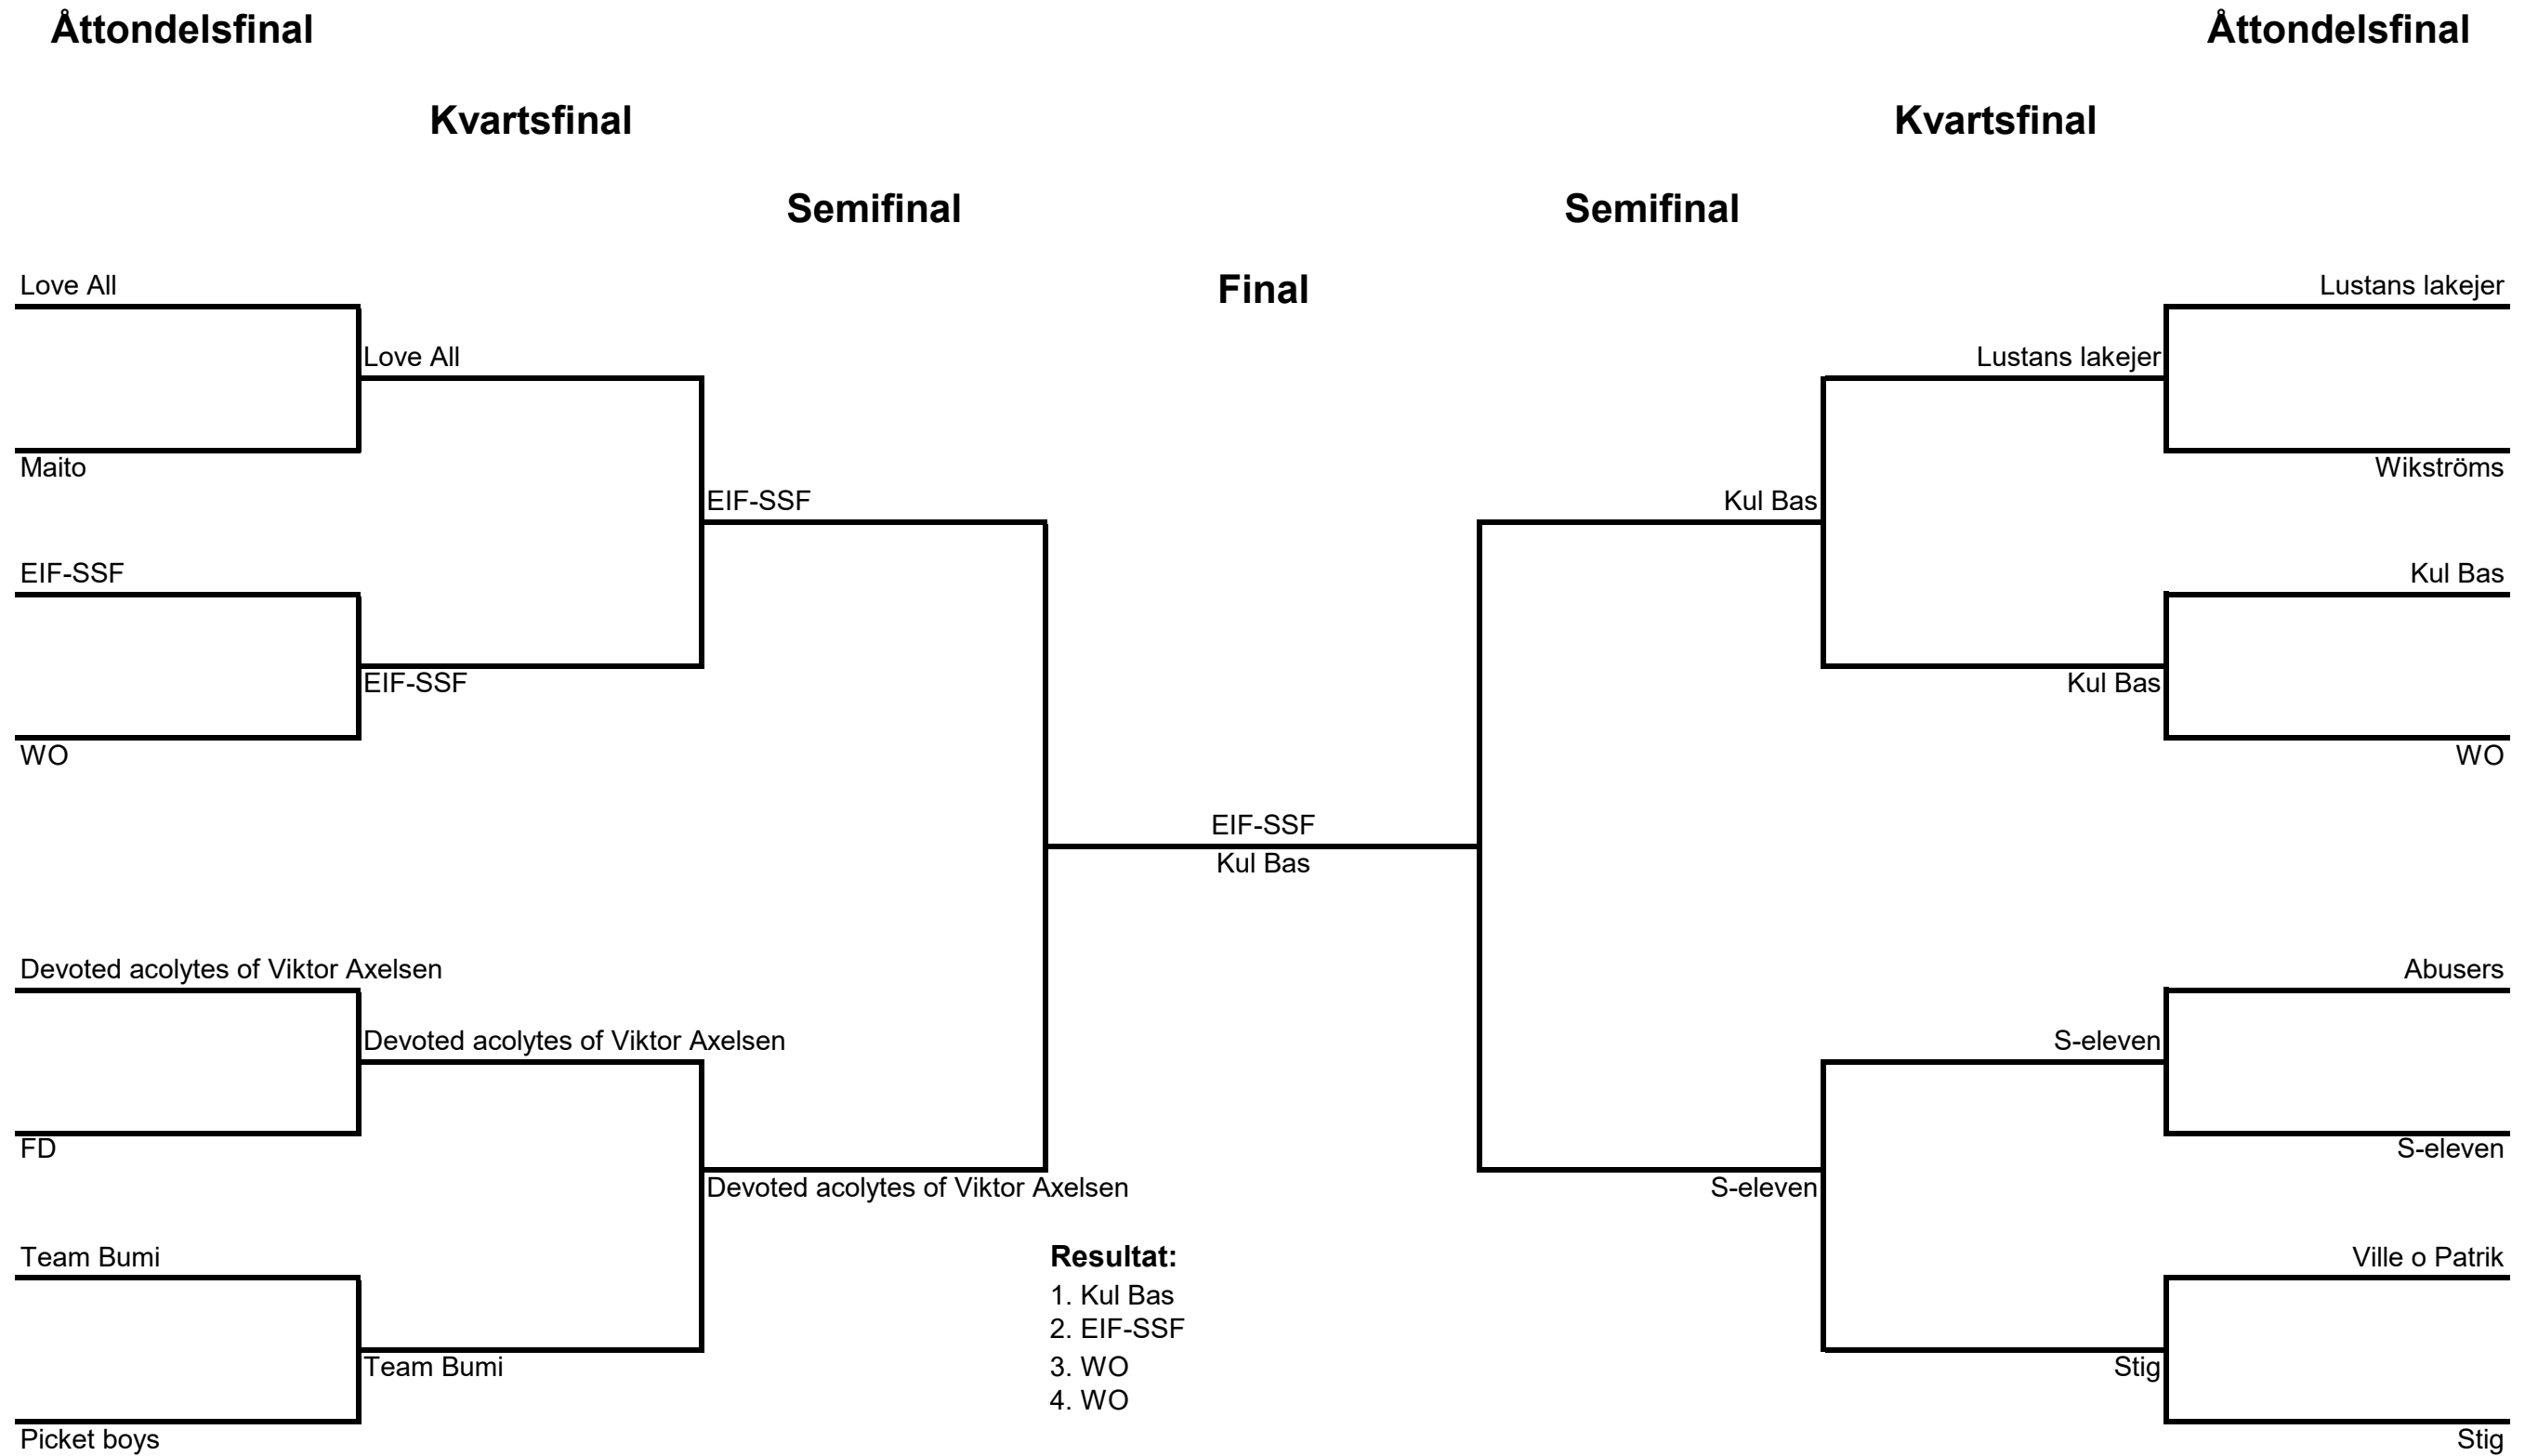 Åttondelsfinal
Åttondelsfinal
Kvartsfinal
Kvartsfinal
Semifinal
Semifinal
Final
Love All
Lustans lakejer
Love All
Lustans lakejer
Maito
Wikströms
EIF-SSF
Kul Bas
EIF-SSF
Kul Bas
EIF-SSF
Kul Bas
WO
WO
EIF-SSF
Kul Bas
Devoted acolytes of Viktor Axelsen
Abusers
Devoted acolytes of Viktor Axelsen
S-eleven
FD
S-eleven
Devoted acolytes of Viktor Axelsen
S-eleven
Team Bumi
Resultat:
Ville o Patrik
1. Kul Bas
2. EIF-SSF
Team Bumi
3. WO
Stig
4. WO
Picket boys
Stig